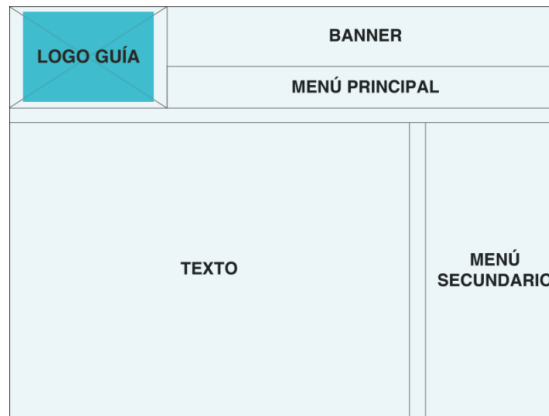 LOGO GUÍA
BANNER
MENÚ PRINCIPAL
TEXTO
MENÚ
SECUNDARIO